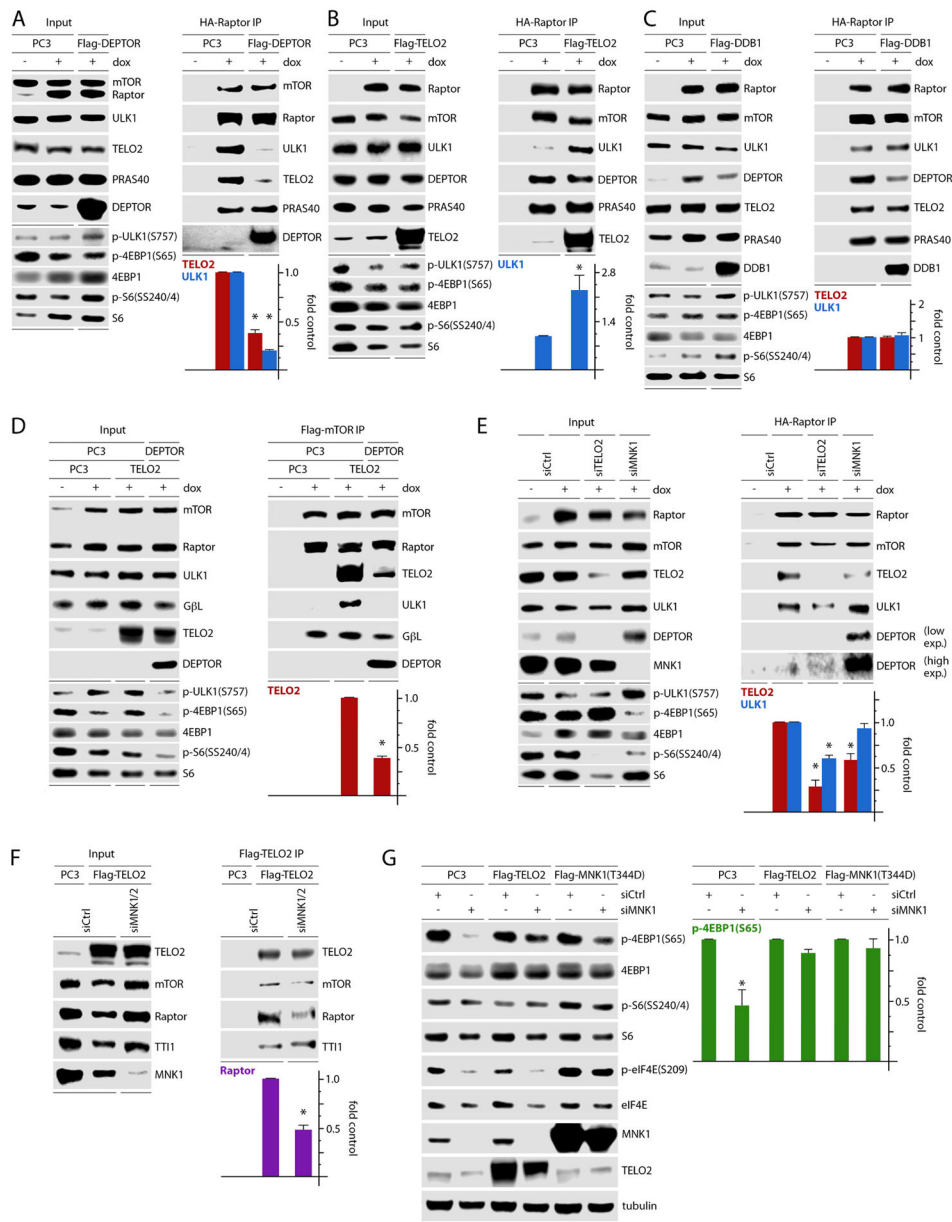 A
Input
HA-Raptor IP
PC3 Flag-DEPTOR PC3 Flag-DEPTOR
- + + - + + dox
mTOR
Raptor
ULK1
TELO2
PRAS40
DEPTOR
p-ULK1(S757)
p-4EBP1(S65)
4EBP1
p-S6(SS240/4)
S6
mTOR
Raptor
ULK1
TELO2
PRAS40
DEPTOR
TELO2
ULK1
1.0
0.5
* *
fold control
B
Input
HA-Raptor IP
PC3 Flag-TELO2 PC3 Flag-TELO2
- + + dox - + +
Raptor
mTOR
ULK1
DEPTOR
PRAS40
TELO2
p-ULK1(S757)
p-4EBP1(S65)
4EBP1
p-S6(SS240/4)
S6
Raptor
mTOR
ULK1
DEPTOR
PRAS40
TELO2
ULK1
2.8
1.4
*
fold control
C
Input
HA-Raptor IP
PC3 Flag-DDB1 PC3 Flag-DDB1
- + + dox - + + dox
Raptor
mTOR
ULK1
DEPTOR
TELO2
PRAS40
DDB1
p-ULK1(S757)
p-4EBP1(S65)
4EBP1
p-S6(SS240/4)
S6
Raptor
mTOR
ULK1
DEPTOR
TELO2
PRAS40
DDB1
TELO2
ULK1
2
1
fold control
D
Input
Flag-mTOR IP
PC3 DEPTOR PC3 DEPTOR
PC3 TELO2 TELO2
- + + + dox - + + + dox
mTOR
Raptor
ULK1
GβL
TELO2
DEPTOR
p-ULK1(S757)
p-4EBP1(S65)
4EBP1
p-S6(SS240/4)
S6
mTOR
Raptor
TELO2
ULK1
GβL
DEPTOR
TELO2
1.0
0.5
*
fold control
E
Input
HA-Raptor IP
siCtrl siTELO2 siMNK1 siCtrl siTELO2 siMNK1
- + + + dox - + + + dox
Raptor
mTOR
TELO2
ULK1
DEPTOR
MNK1
p-ULK1(S757)
p-4EBP1(S65)
4EBP1
p-S6(SS240/4)
S6
Raptor
mTOR
TELO2
ULK1
DEPTOR (low exp.)
DEPTOR (high exp.)
TELO2
ULK1
1.0
0.5
* * *
fold control
F
Input
Flag-TELO2 IP
PC3 Flag-TELO2 PC3 Flag-TELO2
siCtrl siMNK1/2 siCtrl siMNK1/2
TELO2
mTOR
Raptor
TTI1
MNK1
TELO2
mTOR
Raptor
TTI1
Raptor
1.0
0.5
*
fold control
G
PC3 Flag-TELO2 Flag-MNK1(T344D)
+ - + - + - siCtrl
- + - + - + siMNK1
p-4EBP1(S65)
4EBP1
p-S6(SS240/4)
S6
p-eIF4E(S209)
eIF4E
MNK1
TELO2
tubulin
PC3 Flag-TELO2 Flag-MNK1(T344D)
+ - + - + -
- + - + - +
p-4EBP1(S65)
1.0
0.5
*
fold control